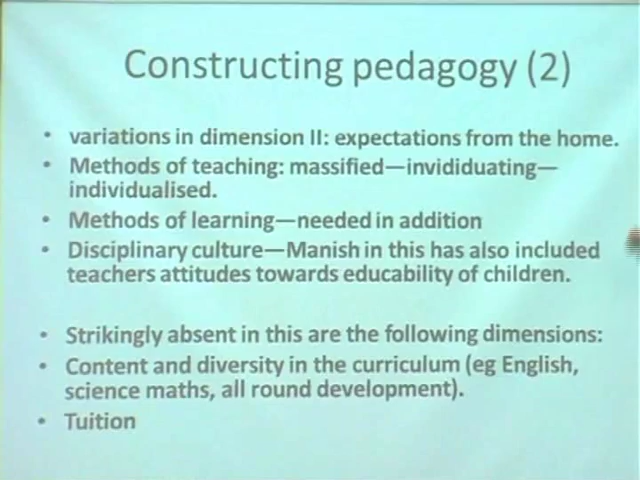 Constructing pedagogy (2)
• variations in dimension II: expectations from the home.
• Methods of teaching: massified—invididuating—
individualised.
• Methods of learning—needed in addition
• Disciplinary culture—Manish in this has also included
teachers attitudes towards educability of children.
• Strikingly absent in this are the following dimensions:
• Content and diversity in the curriculum (eg English,
science maths, all round development).
• Tuition